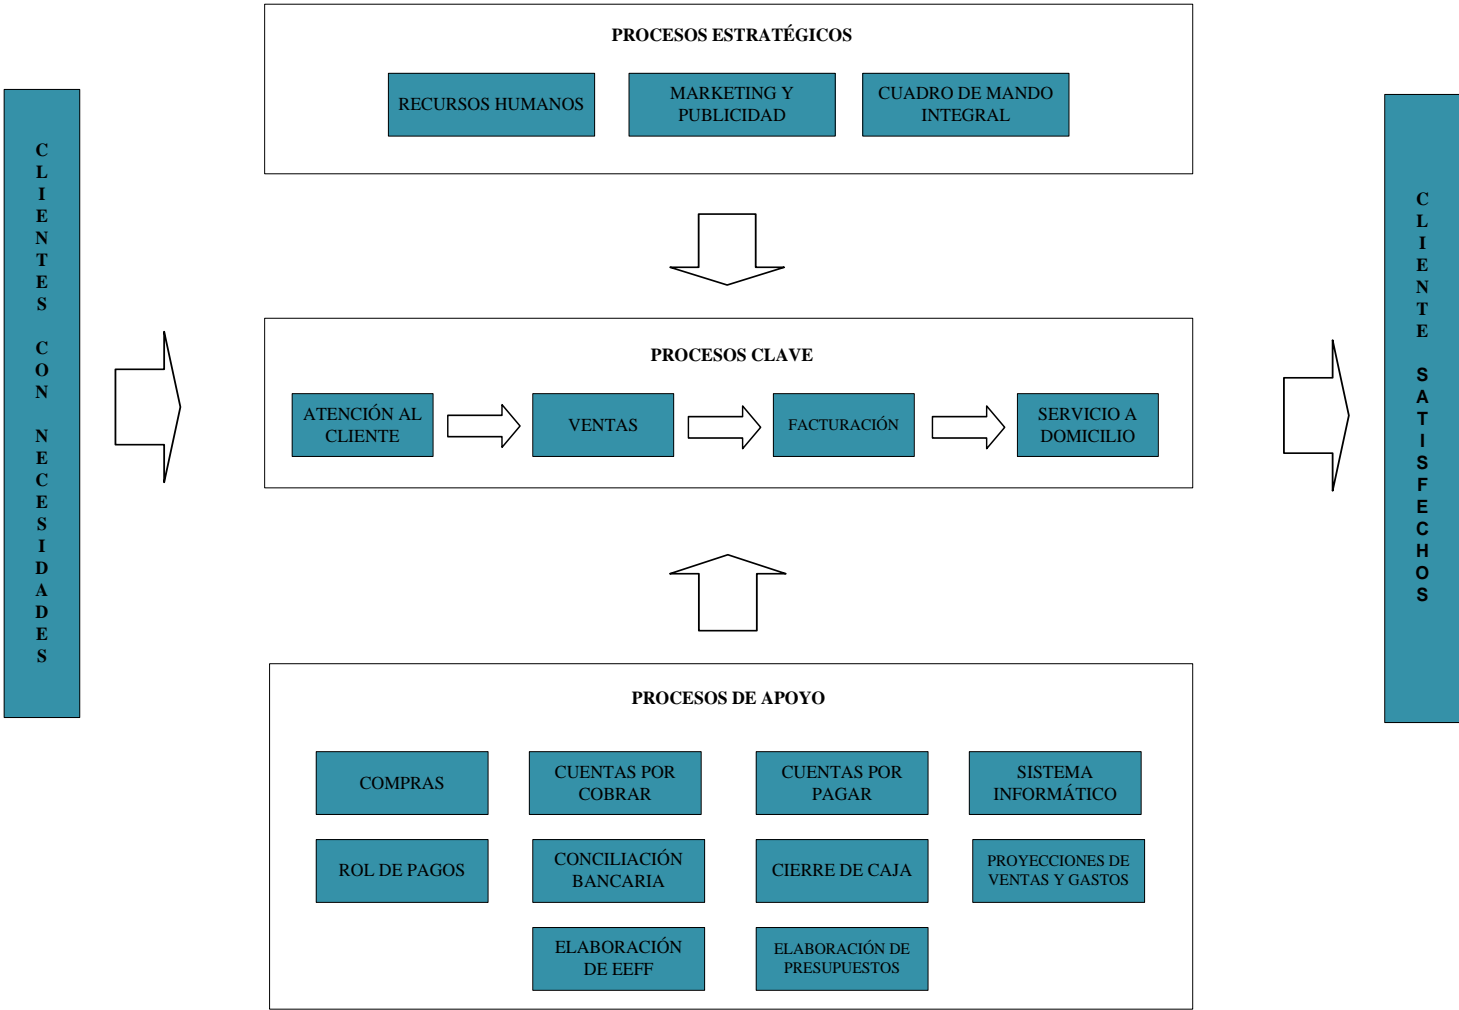 PROCESOS ESTRATÉGICOS
RECURSOS HUMANOS
MARKETING Y
PUBLICIDAD
CUADRO DE MANDO
INTEGRAL
CLIENTES CON NECESIDADES
PROCESOS CLAVE
ATENCIÓN AL
CLIENTE
VENTAS
FACTURACIÓN
SERVICIO A
DOMICILIO
CLIENTE SATISFECHOS
PROCESOS DE APOYO
COMPRAS
CUENTAS POR
COBRAR
CUENTAS POR
PAGAR
SISTEMA
INFORMÁTICO
ROL DE PAGOS
CONCILIACIÓN
BANCARIA
CIERRE DE CAJA
PROYECCIONES DE
VENTAS Y GASTOS
ELABORACIÓN
DE EEFF
ELABORACIÓN DE
PRESUPUESTOS